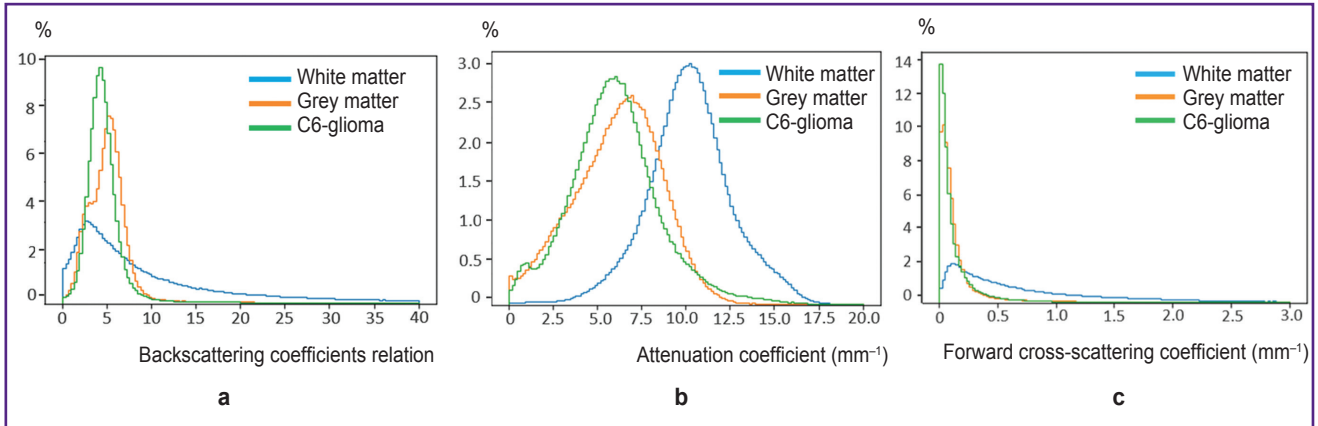 %
10
8
6
4
2
0
White matter
Grey matter
C6-glioma
0 5 10 15 20 25 30 35 40
Backscattering coefficients relation
a
%
3.0
2.5
2.0
1.5
1.0
0.5
0
White matter
Grey matter
C6-glioma
0 2.5 5.0 7.5 10.0 12.5 15.0 17.5 20.0
Attenuation coefficient (mm⁻¹)
b
%
14
12
10
8
6
4
2
0
White matter
Grey matter
C6-glioma
0 0.5 1.0 1.5 2.0 2.5 3.0
Forward cross-scattering coefficient (mm⁻¹)
c